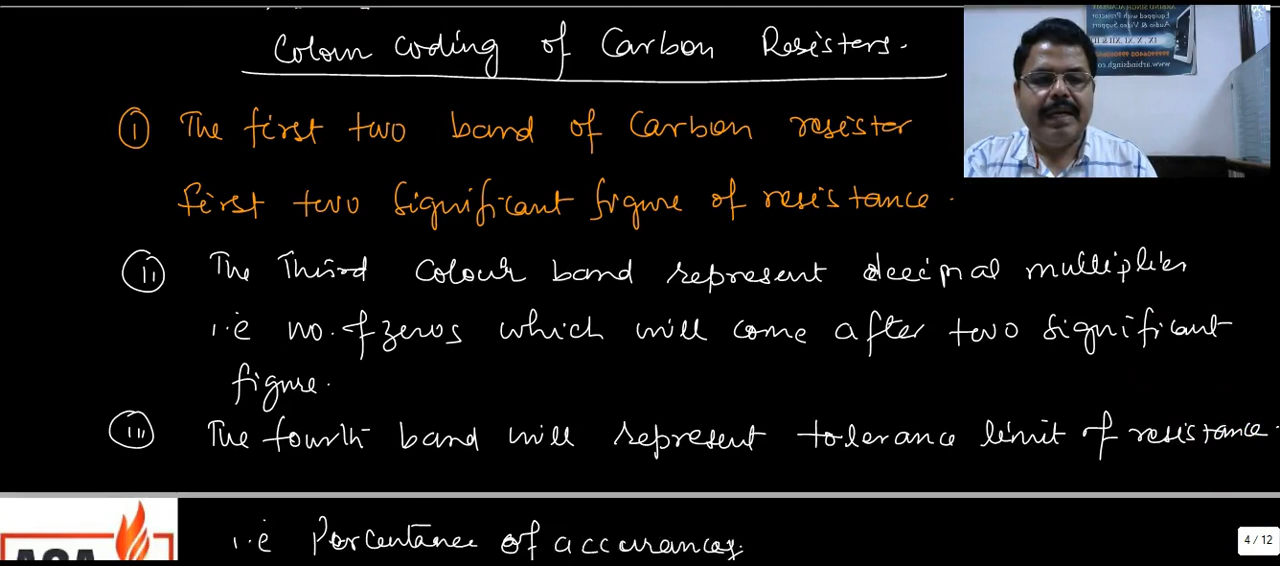 Colour Coding of Carbon Resisters.
(i) The first two band of Carbon resister
first two significant figure of resistance.
(ii) The Third Colour band represent decimal multiplier
i.e no. of zeros which will come after two significant
figure.
(iii) The fourth band will represent tolerance limit of resistance.
i.e Percentance of accurancy.
4 / 12